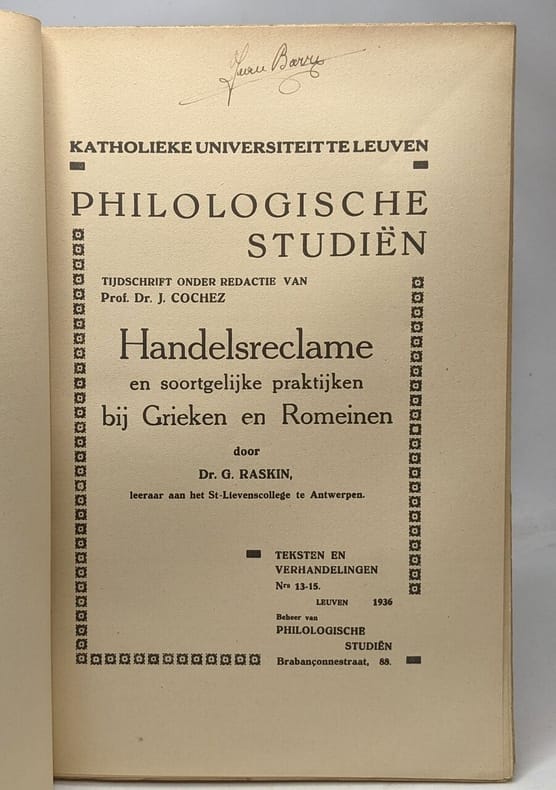 Barry
KATHOLIEKE UNIVERSITEIT TE LEUVEN
PHILOLOGISCHE
STUDIËN
TIJDSCHRIFT ONDER REDACTIE VAN
Prof. Dr. J. COCHEZ
Handelsreclame
en soortgelijke praktijken
bij Grieken en Romeinen
door
Dr. G. RASKIN,
leeraar aan het St-Lievenscollege te Antwerpen.
TEKSTEN EN
VERHANDELINGEN
Nrs 13-15.
LEUVEN 1936
Beheer van
PHILOLOGISCHE
STUDIËN
Brabançonnestraat, 88.